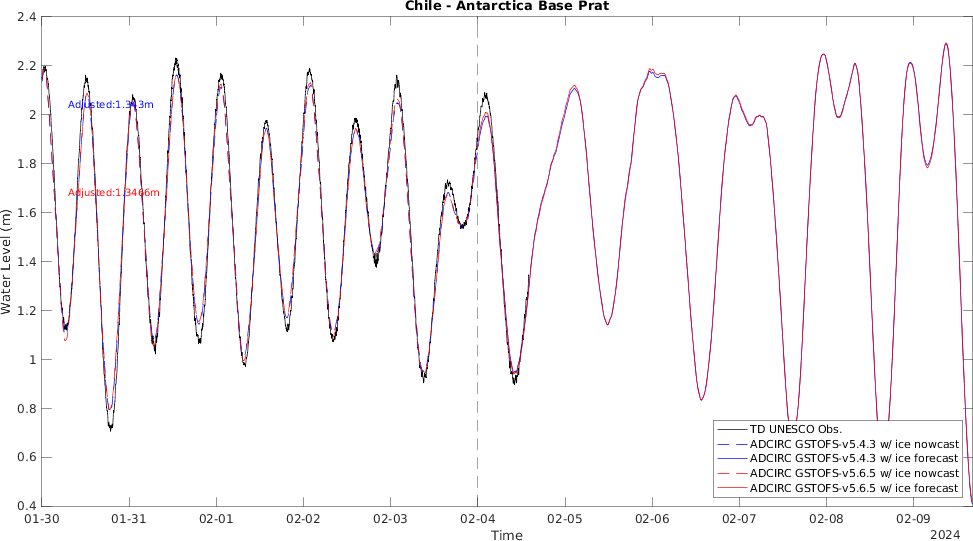 Chile - Antarctica Base Prat
2.4
2.2
2
1.8
1.6
1.4
1.2
1
0.8
0.6
0.4
Water Level (m)
Adjusted:1.343m
Adjusted:1.3466m
TD UNESCO Obs.
ADCIRC GSTOFS-v5.4.3 w/ ice nowcast
ADCIRC GSTOFS-v5.4.3 w/ ice forecast
ADCIRC GSTOFS-v5.6.5 w/ ice nowcast
ADCIRC GSTOFS-v5.6.5 w/ ice forecast
01-30 01-31 02-01 02-02 02-03 02-04 02-05 02-06 02-07 02-08 02-09
Time
2024